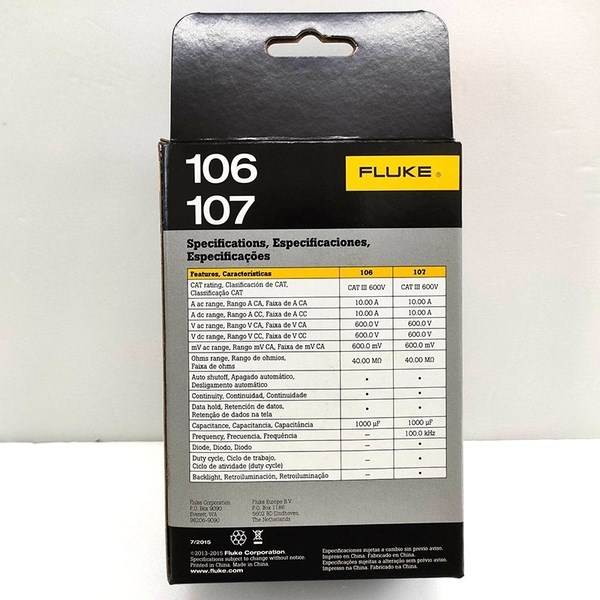 106
107
FLUKE®
Specifications, Especificaciones,
Especificações
Features, Características 106 107
CAT rating, Clasificación de CAT,
Classificação CAT CAT III 600V CAT III 600V
A ac range, Rango A CA, Faixa de A CA 10.00 A 10.00 A
A dc range, Rango A CC, Faixa de A CC 10.00 A 10.00 A
V ac range, Rango V CA, Faixa de V CA 600.0 V 600.0 V
V dc range, Rango V CC, Faixa de V CC 600.0 V 600.0 V
mV ac range, Rango mV CA, Faixa de mV CA 600.0 mV 600.0 mV
Ohms range, Rango de ohmios,
Faixa de ohms 40.00 MΩ 40.00 MΩ
Auto shutoff, Apagado automático,
Desligamento automático • •
Continuity, Continuidad, Continuidade • •
Data hold, Retención de datos,
Retenção de dados na tela • •
Capacitance, Capacitancia, Capacitância 1000 µF 1000 µF
Frequency, Frecuencia, Frequência – 100.0 kHz
Diode, Diodo, Diodo – •
Duty cycle, Ciclo de trabajo,
Ciclo de atividade (duty cycle) – •
Backlight, Retroiluminación, Retroiluminação – •
Fluke Corporation
P.O. Box 9090
Everett, WA
98206-9090
Fluke Europe B.V.
P.O. Box 1186
5602 BD Eindhoven,
The Netherlands
7/2015
©2013-2015 Fluke Corporation.
Specifications subject to change without notice.
Printed in China. Made in China.
www.fluke.com
Especificaciones sujetas a cambio sin previo aviso.
Impreso en China. Fabricado en China.
Especificações sujeitas a alteração sem prévio aviso.
Impresso na China. Fabricado na China.